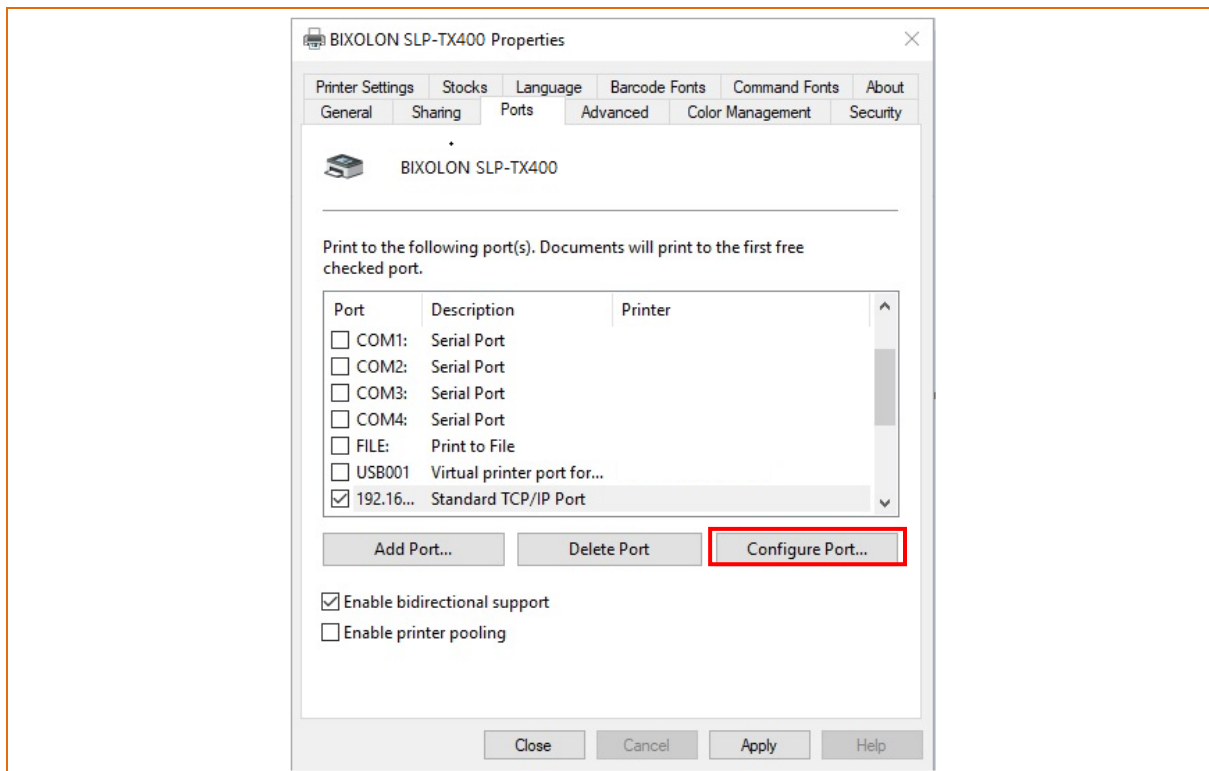 BIXOLON SLP-TX400 Properties
Printer Settings Stocks Language Barcode Fonts Command Fonts About
General Sharing Ports Advanced Color Management Security
BIXOLON SLP-TX400
Print to the following port(s). Documents will print to the first free
checked port.
Port Description Printer
COM1: Serial Port
COM2: Serial Port
COM3: Serial Port
COM4: Serial Port
FILE: Print to File
USB001 Virtual printer port for...
192.16... Standard TCP/IP Port
Add Port... Delete Port Configure Port...
Enable bidirectional support
Enable printer pooling
Close Cancel Apply Help